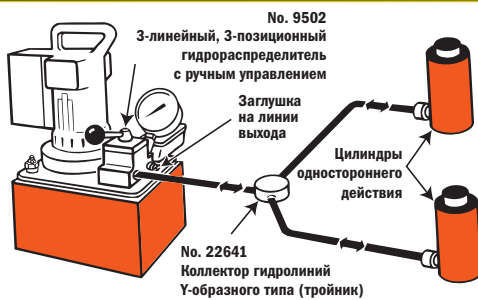 No. 9502
3-линейный, 3-позиционный
гидрораспределитель
с ручным управлением
Заглушка
на линии
выхода
Цилиндры
одностороннего
действия
No. 22641
Коллектор гидролиний
Y-образного типа (тройник)